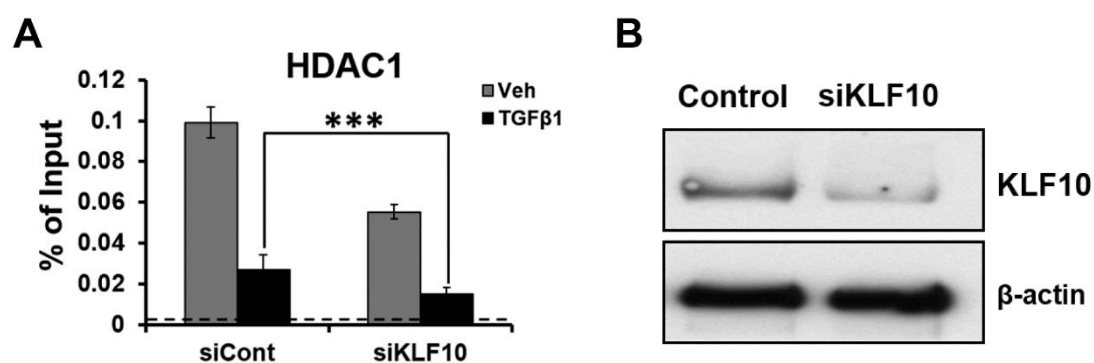 A
HDAC1
% of Input
0.12
0.1
0.08
0.06
0.04
0.02
0
Veh
TGFβ1
***
siCont
siKLF10
B
Control siKLF10
KLF10
β-actin